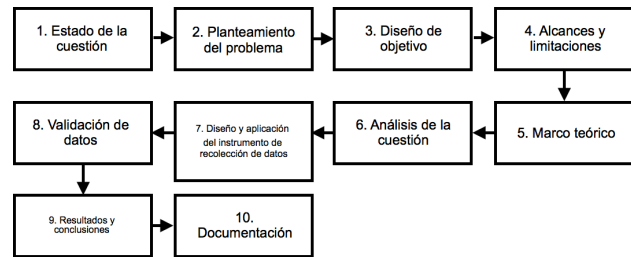 1. Estado de la
cuestión
2. Planteamiento
del problema
3. Diseño de
objetivo
4. Alcances y
limitaciones
5. Marco teórico
6. Análisis de la
cuestión
7. Diseño y aplicación
del instrumento de
recolección de datos
8. Validación de
datos
9. Resultados y
conclusiones
10.
Documentación